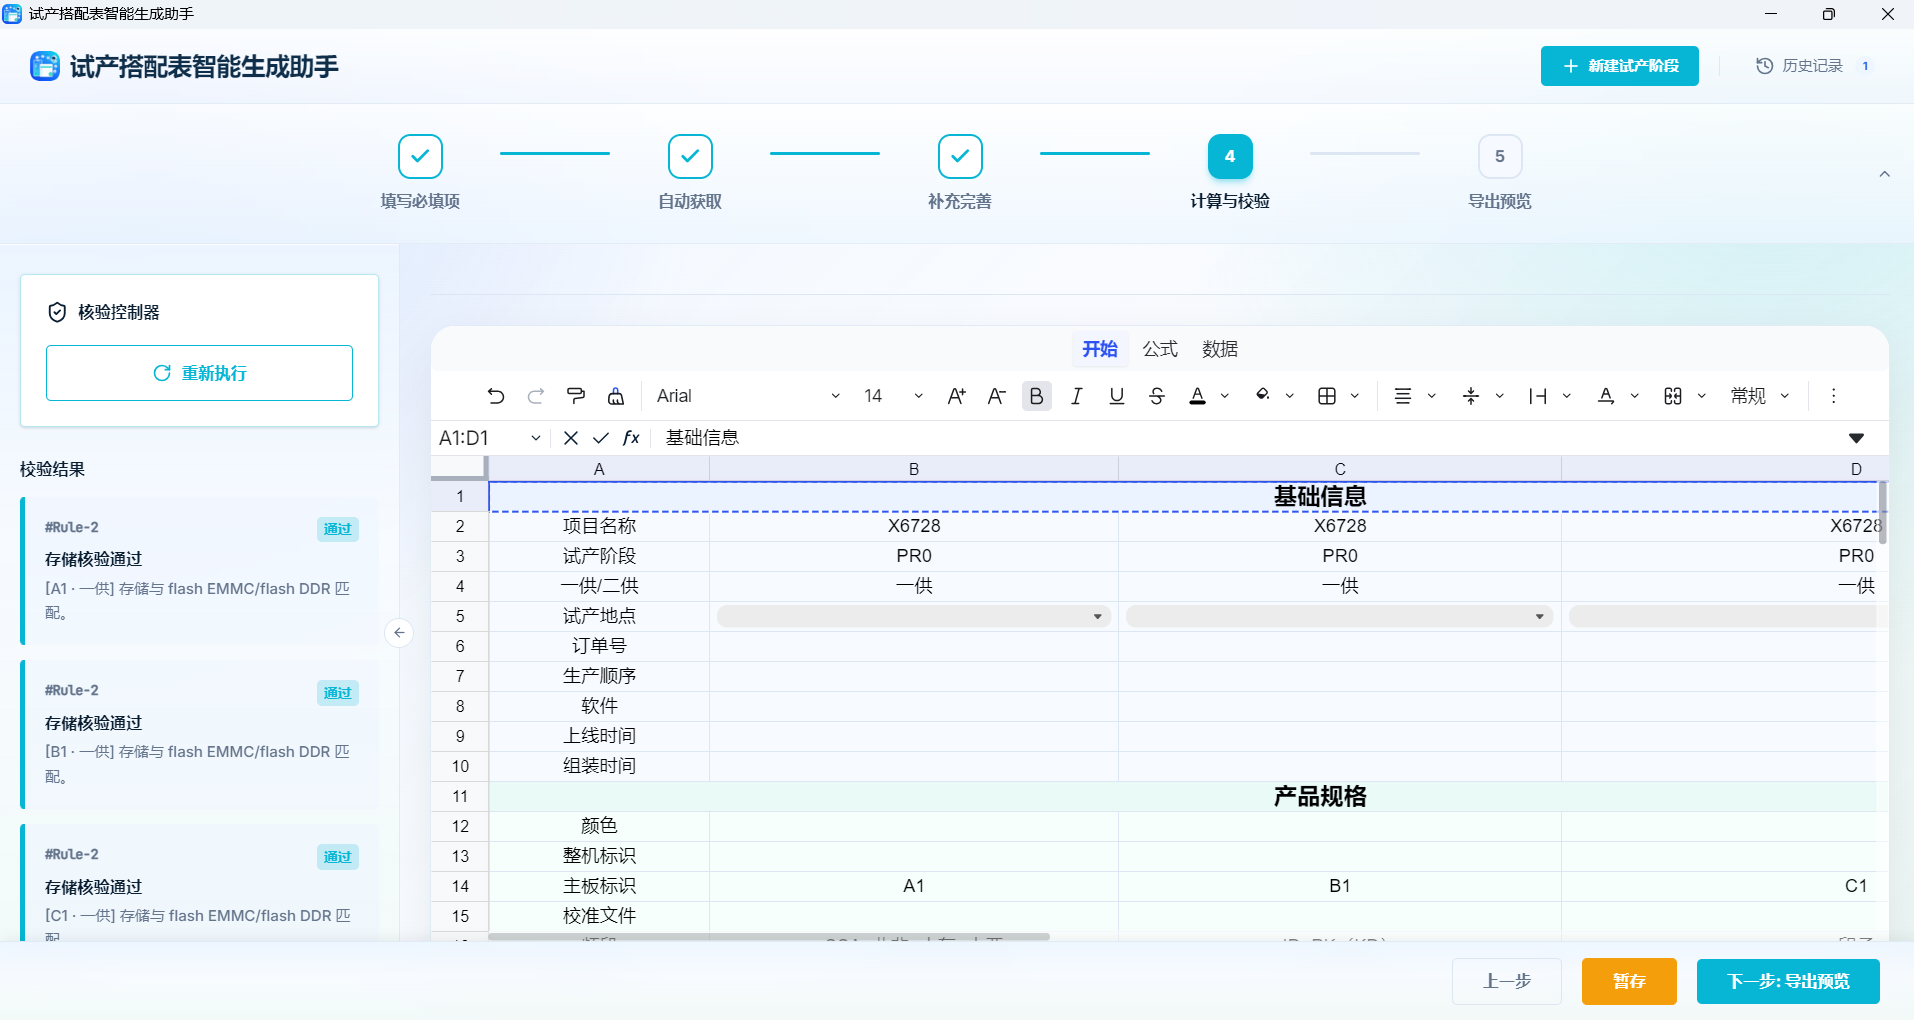 试产搭配表智能生成助手
试产搭配表智能生成助手
新建试产阶段
历史记录 1
4
5
填写必填项
自动获取
补充完善
计算与校验
导出预览
核验控制器
重新执行
校验结果
#Rule-2
通过
存储核验通过
[A1 · 一供] 存储与 flash EMMC/flash DDR 匹
配。
#Rule-2
通过
存储核验通过
[B1 · 一供] 存储与 flash EMMC/flash DDR 匹
配。
#Rule-2
通过
存储核验通过
[C1 · 一供] 存储与 flash EMMC/flash DDR 匹
配
开始 公式 数据
Arial 14 A+ A- B I U S A 常规
A1:D1 fx 基础信息
A B C D
1 基础信息
2 项目名称 X6728 X6728 X6728
3 试产阶段 PR0 PR0 PR0
4 一供/二供 一供 一供 一供
5 试产地点
6 订单号
7 生产顺序
8 软件
9 上线时间
10 组装时间
11 产品规格
12 颜色
13 整机标识
14 主板标识 A1 B1 C1
15 校准文件
上一步
暂存
下一步: 导出预览